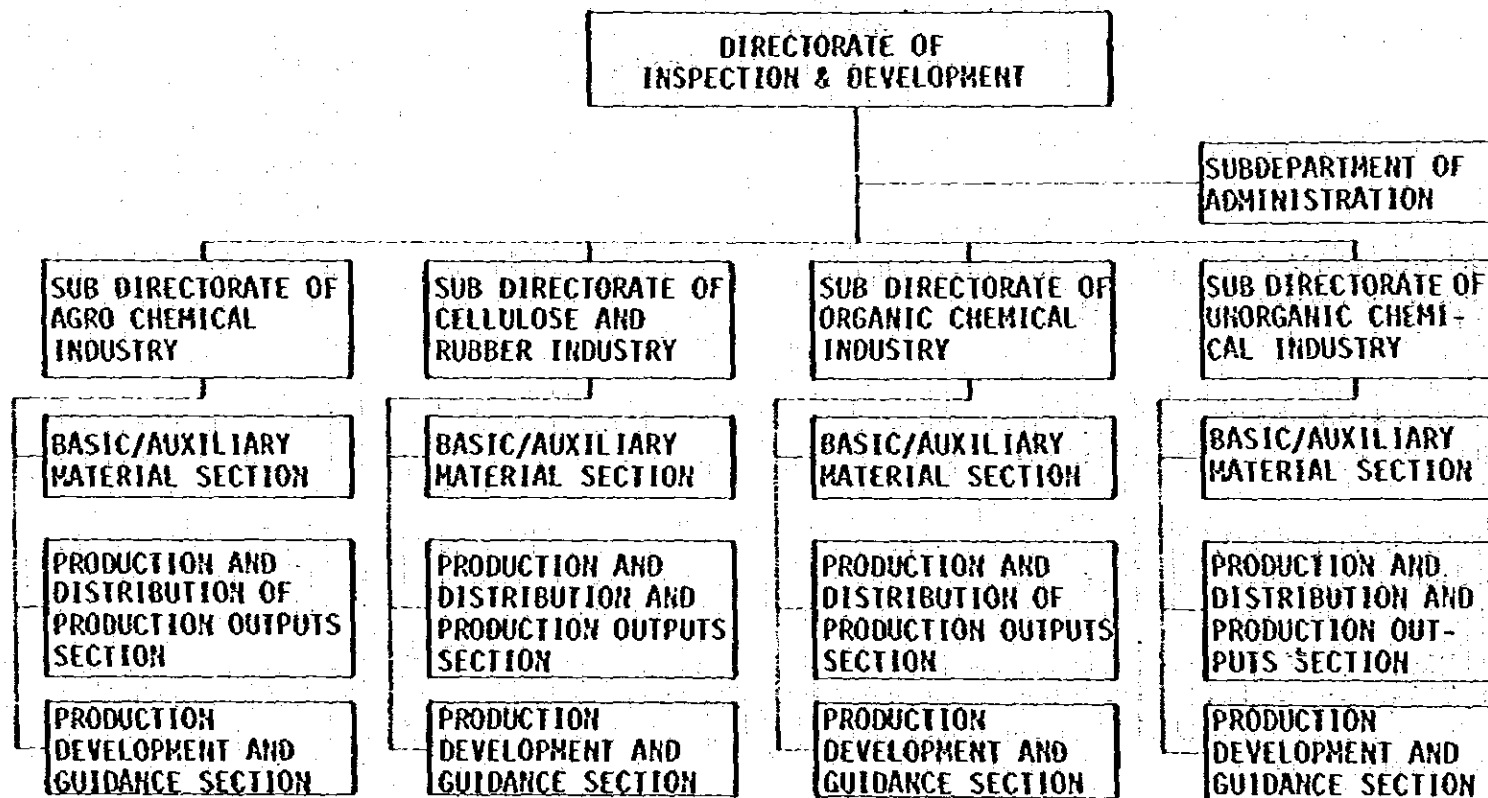 DIRECTORATE OF
INSPECTION & DEVELOPMENT
SUBDEPARTMENT OF
ADMINISTRATION
SUB DIRECTORATE OF
AGRO CHEMICAL
INDUSTRY
SUB DIRECTORATE OF
CELLULOSE AND
RUBBER INDUSTRY
SUB DIRECTORATE OF
ORGANIC CHEMICAL
INDUSTRY
SUB DIRECTORATE OF
UNORGANIC CHEMI-
CAL INDUSTRY
BASIC/AUXILIARY
MATERIAL SECTION
BASIC/AUXILIARY
MATERIAL SECTION
BASIC/AUXILIARY
MATERIAL SECTION
BASIC/AUXILIARY
MATERIAL SECTION
PRODUCTION AND
DISTRIBUTION OF
PRODUCTION OUTPUTS
SECTION
PRODUCTION AND
DISTRIBUTION AND
PRODUCTION OUTPUTS
SECTION
PRODUCTION AND
DISTRIBUTION OF
PRODUCTION OUTPUTS
SECTION
PRODUCTION AND
DISTRIBUTION AND
PRODUCTION OUT-
PUTS SECTION
PRODUCTION
DEVELOPMENT AND
GUIDANCE SECTION
PRODUCTION
DEVELOPMENT AND
GUIDANCE SECTION
PRODUCTION
DEVELOPMENT AND
GUIDANCE SECTION
PRODUCTION
DEVELOPMENT AND
GUIDANCE SECTION